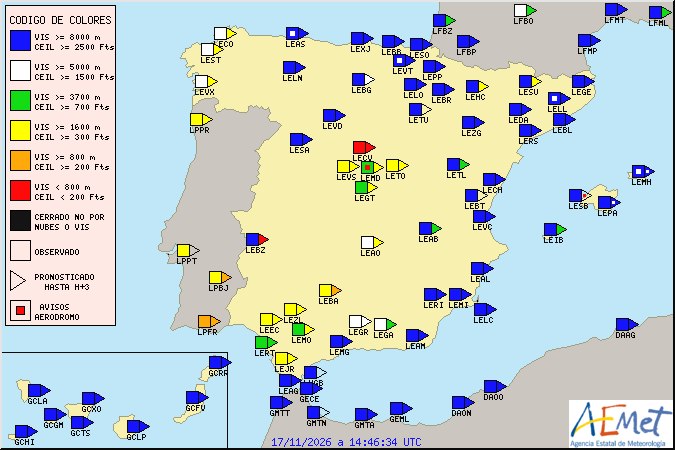 CODIGO DE COLORES
VIS >= 8000 m
CEIL >= 2500 Fts
VIS >= 5000 m
CEIL >= 1500 Fts
VIS >= 3700 m
CEIL >= 700 Fts
VIS >= 1600 m
CEIL >= 300 Fts
VIS >= 800 m
CEIL >= 200 Fts
VIS < 800 m
CEIL < 200 Fts
CERRADO NO POR
NUBES O VIS
OBSERVADO
PRONOSTICADO
HASTA H+3
AVISOS
AERODROMO
LFBO
LFMT
LFML
LFBZ
LECO
LEAS
LEXJ
LEBB
LESO
LFBP
LFMP
LEST
LEVT
LEPP
LELN
LEBG
LEVX
LELO
LEBR
LEHC
LESU
LEGE
LELL
LEVD
LETU
LEDA
LPPR
LEZG
LEBL
LERS
LESA
LECV
LEVS
LEMD
LETO
LETL
LEMH
LEGT
LECH
LEBT
LESB
LEPA
LEVC
LEAB
LEIB
LEBZ
LEAO
LPPT
LEAL
LPBJ
LEBA
LERI
LEMI
LEZL
LELC
LEEC
LPFR
LEGR
LEGA
DAAG
LEMO
LERT
LEMG
LEAM
LEJR
GCRR
LXGB
LEAG
GECE
DAOO
GCLA
GCXO
GCFV
GMTT
GEML
DAON
GCGM
GMTN
GMTA
GCTS
GCLP
GCHI
17/11/2026 a 14:46:34 UTC
AEMet
Agencia Estatal de Meteorología